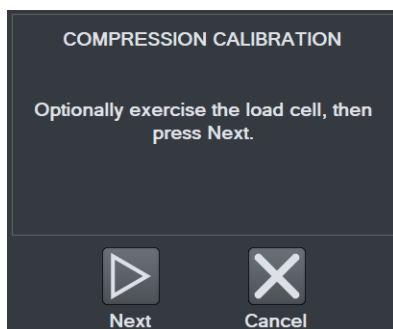 COMPRESSION CALIBRATION
Optionally exercise the load cell, then
press Next.
Next
Cancel